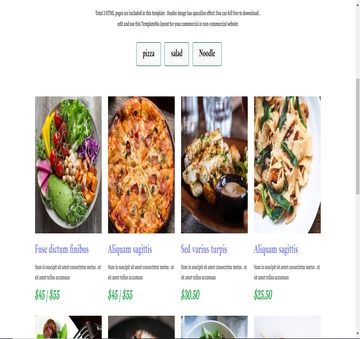 Total 3 HTML pages are included in this template. Header image has a parallax effect. You can feel free to download,
edit and use this TemplateMo layout for your commercial or non-commercial website
pizza salad Noodle
Fuse dictum finibus Aliquam sagittis Sed varius turpis Aliquam sagittis
Nam in suscipit sit amet consectetur metus. at Nam in suscipit sit amet consectetur metus. at Nam in suscipit sit amet consectetur metus. at Nam in suscipit sit amet consectetur metus. at
sit amet tellus accumsan sit amet tellus accumsan sit amet tellus accumsan sit amet tellus accumsan
$45 / $55 $45 / $55 $30.50 $25.50